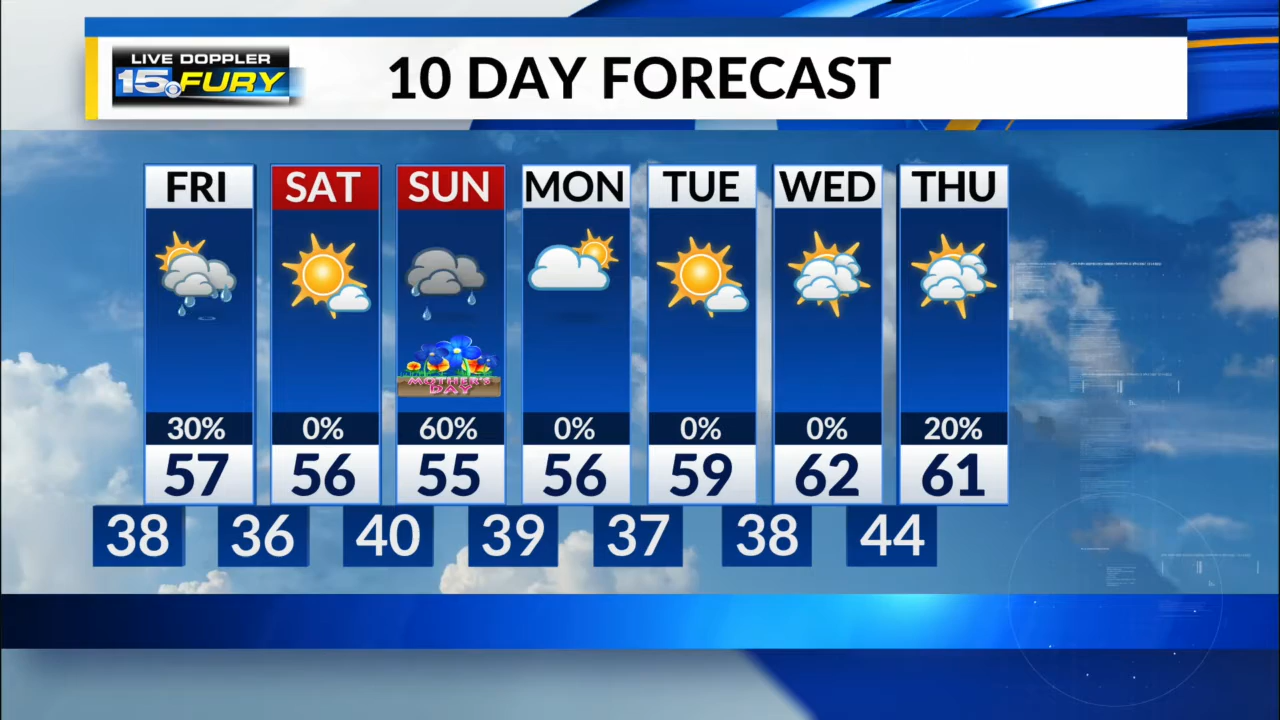 LIVE DOPPLER
15 FURY
10 DAY FORECAST
FRI SAT SUN MON TUE WED THU
MOTHER'S
DAY
30% 0% 60% 0% 0% 0% 20%
57 56 55 56 59 62 61
38 36 40 39 37 38 44